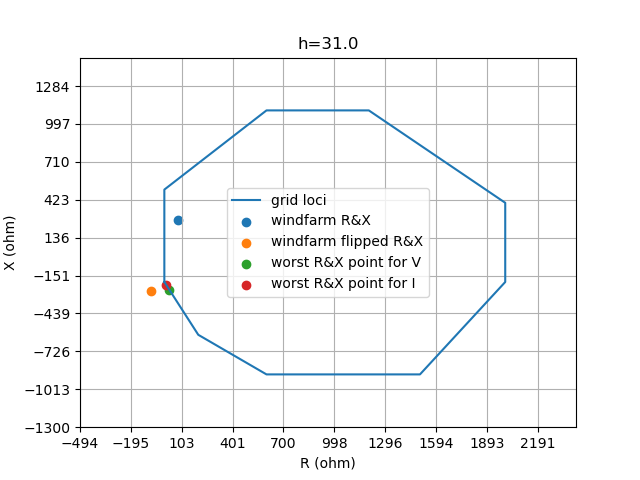 h=31.0
1284
997
710
423
136
−151
−439
−726
−1013
−1300
X (ohm)
grid loci
windfarm R&X
windfarm flipped R&X
worst R&X point for V
worst R&X point for I
−494 −195 103 401 700 998 1296 1594 1893 2191
R (ohm)